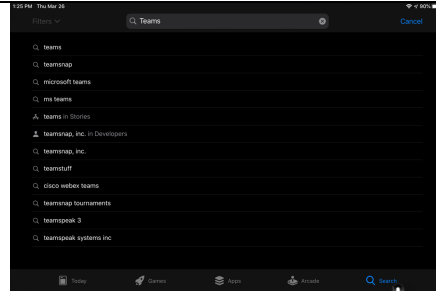 1:25 PM Thu Mar 26
90%
Filters
Teams
Cancel
teams
teamsnap
microsoft teams
ms teams
teams in Stories
teamsnap, inc. in Developers
teamsnap, inc.
teamstuff
cisco webex teams
teamsnap tournaments
teamspeak 3
teamspeak systems inc
Today
Games
Apps
Arcade
Search